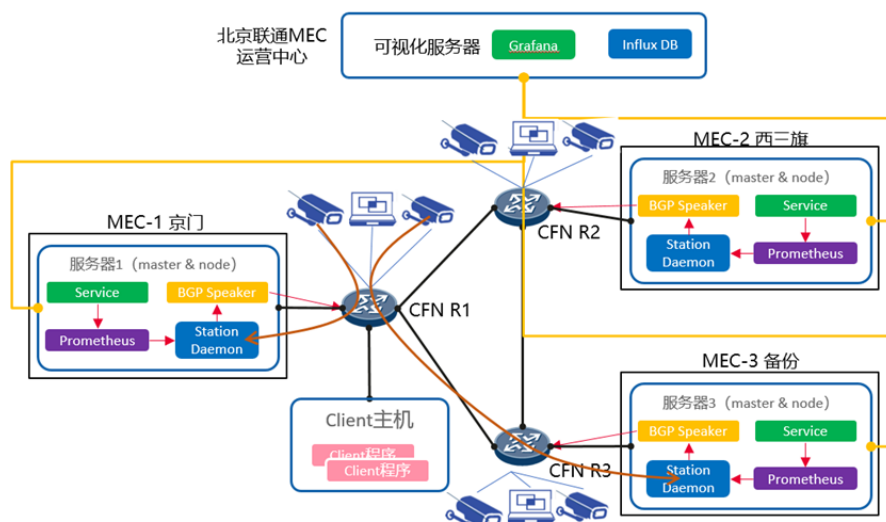 北京联通MEC
运营中心
可视化服务器
Grafana
Influx DB
MEC-2 西三旗
服务器2（master & node）
BGP Speaker
Service
Station
Daemon
Prometheus
CFN R2
MEC-1 京门
服务器1（master & node）
Service
BGP Speaker
Prometheus
Station
Daemon
CFN R1
Client主机
Client程序
Client程序
MEC-3 备份
服务器3（master & node）
BGP Speaker
Service
Station
Daemon
Prometheus
CFN R3